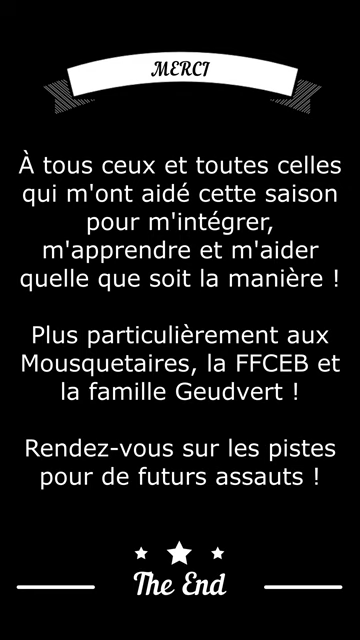 MERCI
À tous ceux et toutes celles
qui m'ont aidé cette saison
pour m'intégrer,
m'apprendre et m'aider
quelle que soit la manière !
Plus particulièrement aux
Mousquetaires, la FFCEB et
la famille Geudvert !
Rendez-vous sur les pistes
pour de futurs assauts !
The End